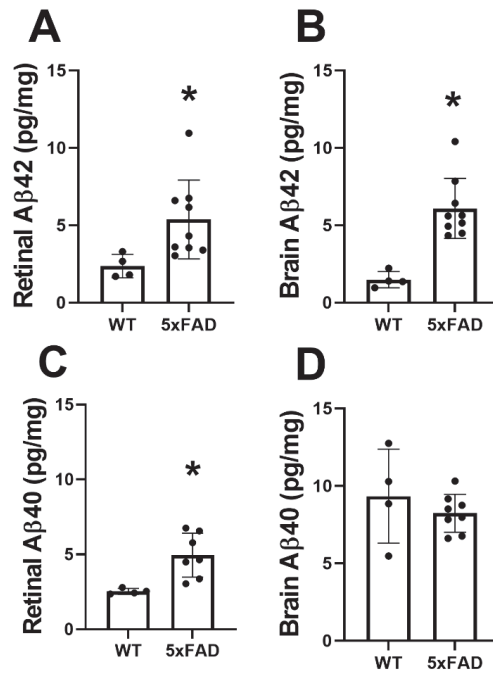 A
Retinal Aβ42 (pg/mg)
15
10
5
0
*
WT 5xFAD
B
Brain Aβ42 (pg/mg)
15
10
5
0
*
WT 5xFAD
C
Retinal Aβ40 (pg/mg)
15
10
5
0
*
WT 5xFAD
D
Brain Aβ40 (pg/mg)
15
10
5
0
WT 5xFAD